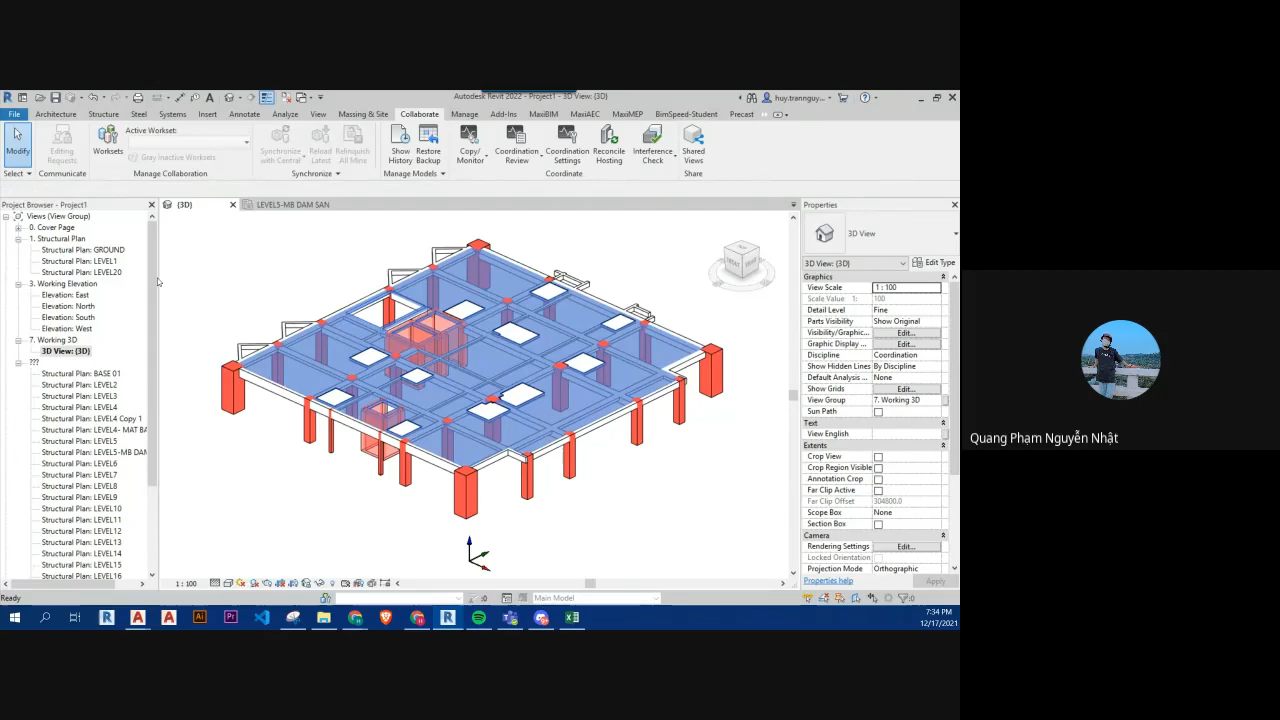 Autodesk Revit 2022 - Project1 - 3D View: {3D}
huy.trannguy...
File Architecture Structure Steel Systems Insert Annotate Analyze View Massing & Site Collaborate Manage Add-Ins MaxiBIM MaxiAEC MaxiMEP BimSpeed-Student Precast
Modify
Select
Editing Requests
Communicate
Worksets
Active Workset:
Gray Inactive Worksets
Manage Collaboration
Synchronize with Central
Reload Latest
Relinquish All Mine
Synchronize
Show History
Restore Backup
Manage Models
Copy/ Monitor
Coordination Review
Coordination Settings
Reconcile Hosting
Interference Check
Coordinate
Shared Views
Share
Project Browser - Project1
Views (View Group)
0. Cover Page
1. Structural Plan
Structural Plan: GROUND
Structural Plan: LEVEL1
Structural Plan: LEVEL20
3. Working Elevation
Elevation: East
Elevation: North
Elevation: South
Elevation: West
7. Working 3D
3D View: {3D}
???
Structural Plan: BASE 01
Structural Plan: LEVEL2
Structural Plan: LEVEL3
Structural Plan: LEVEL4
Structural Plan: LEVEL4 Copy 1
Structural Plan: LEVEL4- MAT BA
Structural Plan: LEVEL5
Structural Plan: LEVEL5-MB DAM
Structural Plan: LEVEL6
Structural Plan: LEVEL7
Structural Plan: LEVEL8
Structural Plan: LEVEL9
Structural Plan: LEVEL10
Structural Plan: LEVEL11
Structural Plan: LEVEL12
Structural Plan: LEVEL13
Structural Plan: LEVEL14
Structural Plan: LEVEL15
Structural Plan: LEVEL16
{3D}
LEVEL5-MB DAM SAN
1 : 100
Properties
3D View
3D View: {3D}
Edit Type
Graphics
View Scale 1 : 100
Scale Value 1: 100
Detail Level Fine
Parts Visibility Show Original
Visibility/Graphic... Edit...
Graphic Display ... Edit...
Discipline Coordination
Show Hidden Lines By Discipline
Default Analysis ... None
Show Grids Edit...
View Group 7. Working 3D
Sun Path
Text
View English
Extents
Crop View
Crop Region Visible
Annotation Crop
Far Clip Active
Far Clip Offset 304800.0
Scope Box None
Section Box
Camera
Rendering Settings Edit...
Locked Orientation
Projection Mode Orthographic
Properties help
Apply
Ready
:0
Main Model
:0
7:34 PM
12/17/2021
Quang Phạm Nguyễn Nhật